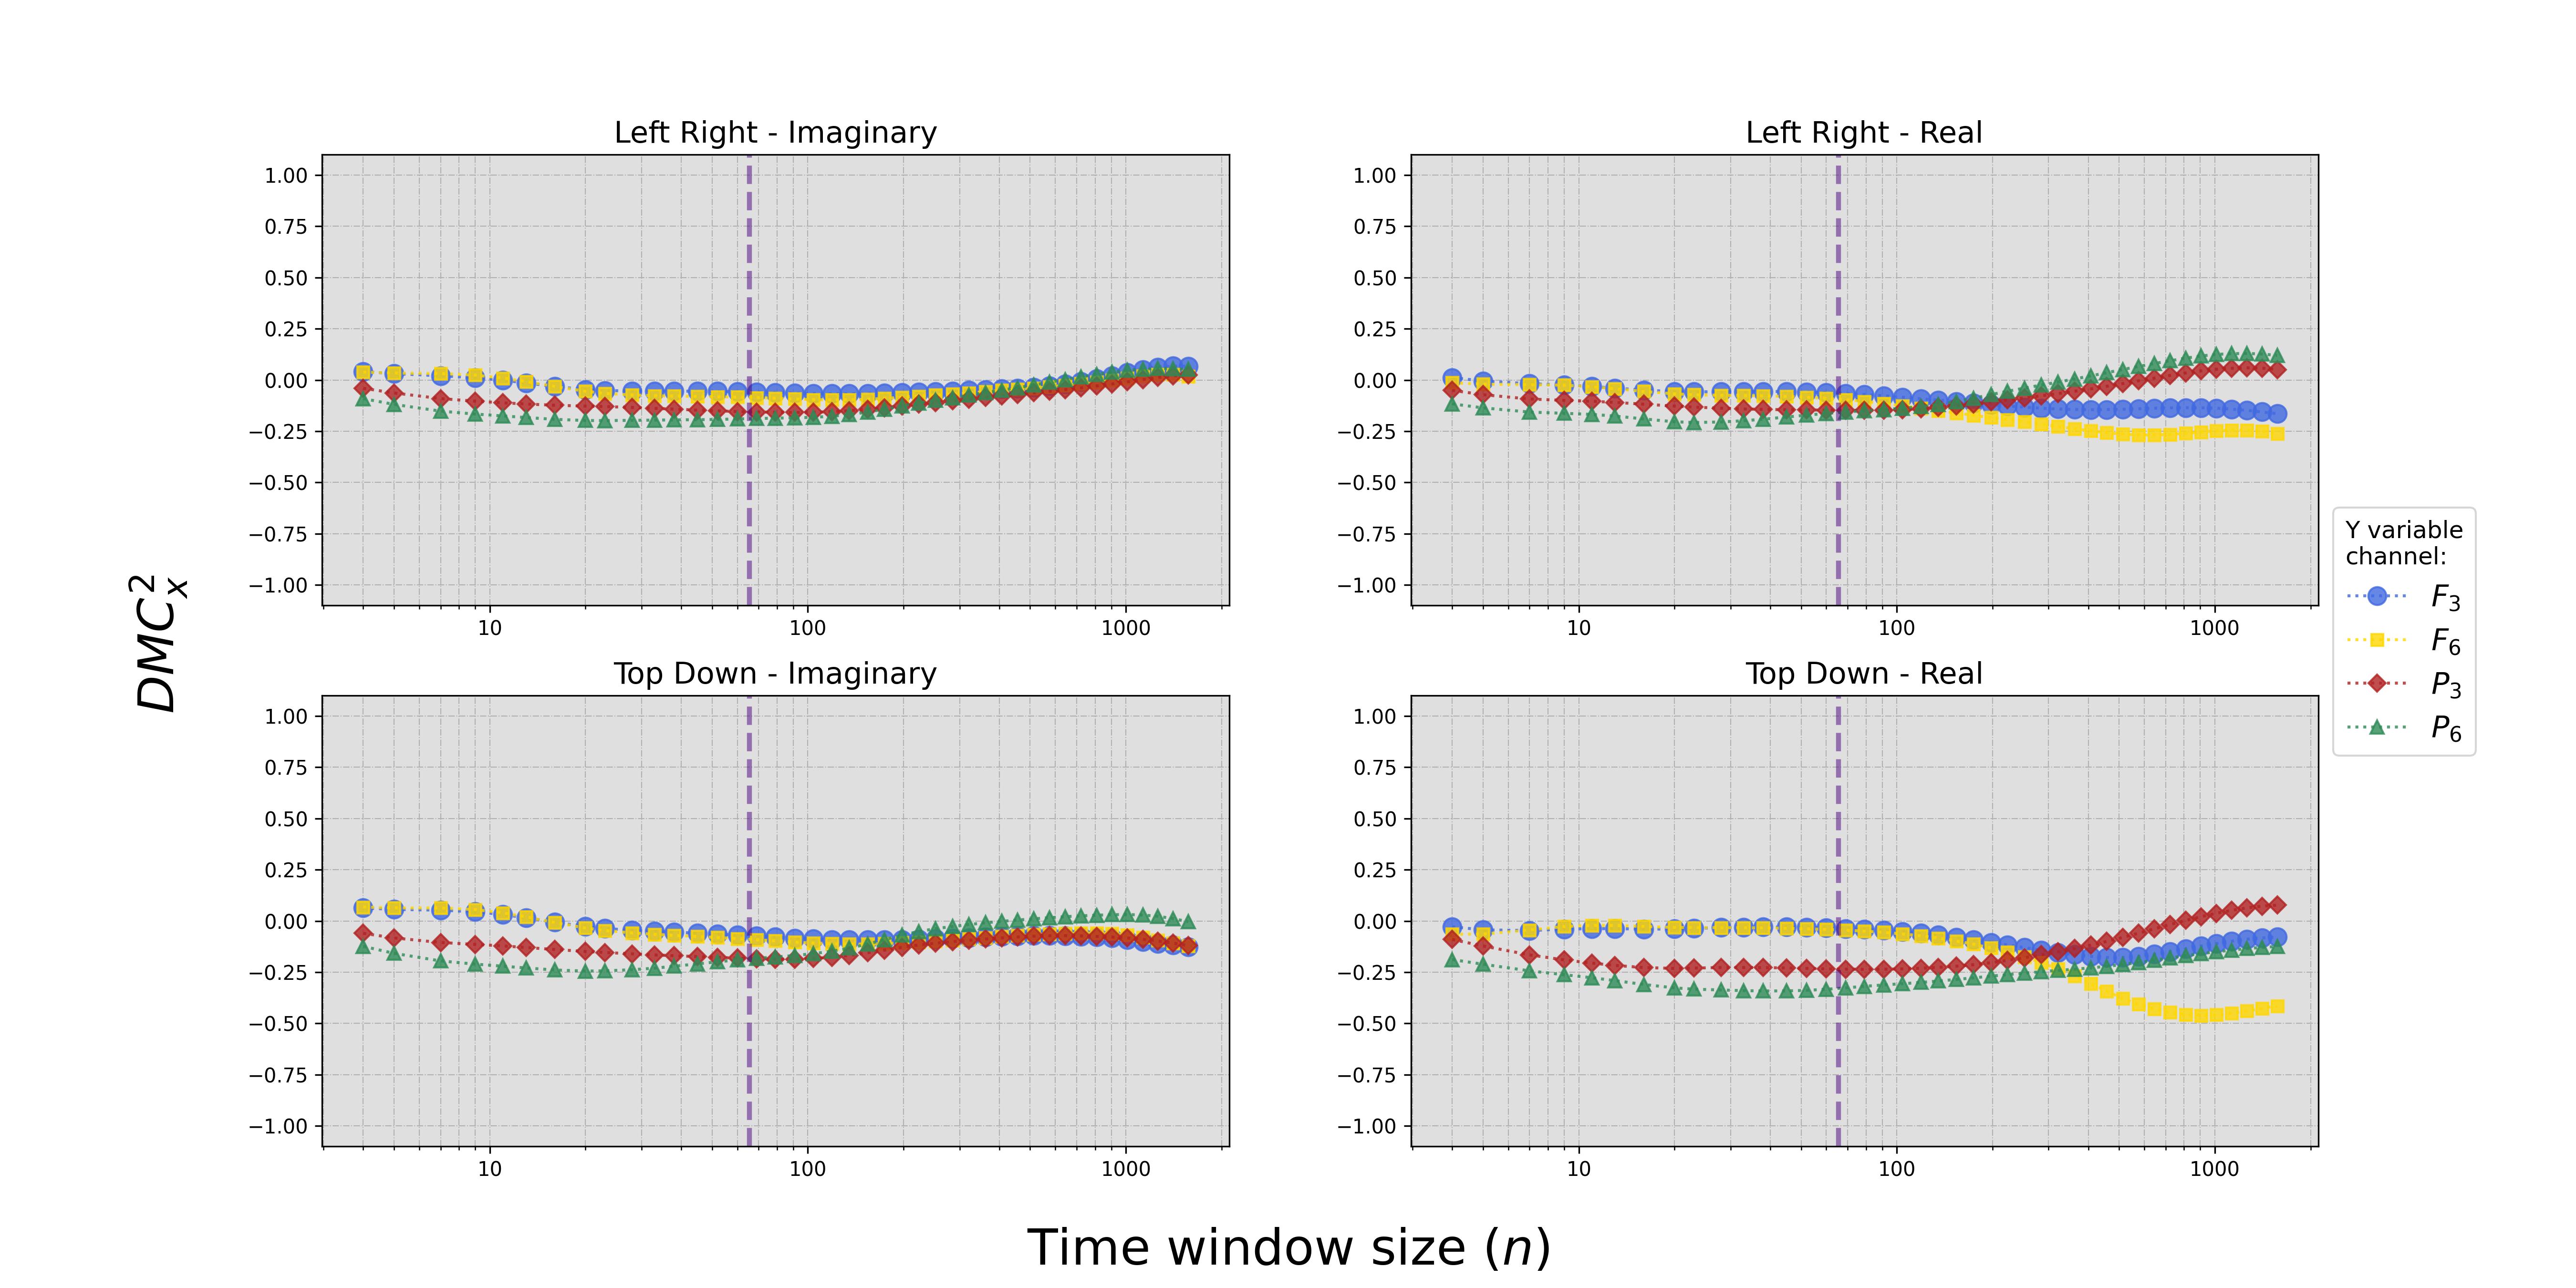 Left Right - Imaginary
1.00
0.75
0.50
0.25
0.00
−0.25
−0.50
−0.75
−1.00
10 100 1000
Left Right - Real
1.00
0.75
0.50
0.25
0.00
−0.25
−0.50
−0.75
−1.00
10 100 1000
Top Down - Imaginary
1.00
0.75
0.50
0.25
0.00
−0.25
−0.50
−0.75
−1.00
10 100 1000
Top Down - Real
1.00
0.75
0.50
0.25
0.00
−0.25
−0.50
−0.75
−1.00
10 100 1000
Y variable
channel:
F₃
F₆
P₃
P₆
DMC²ₓ
Time window size (n)